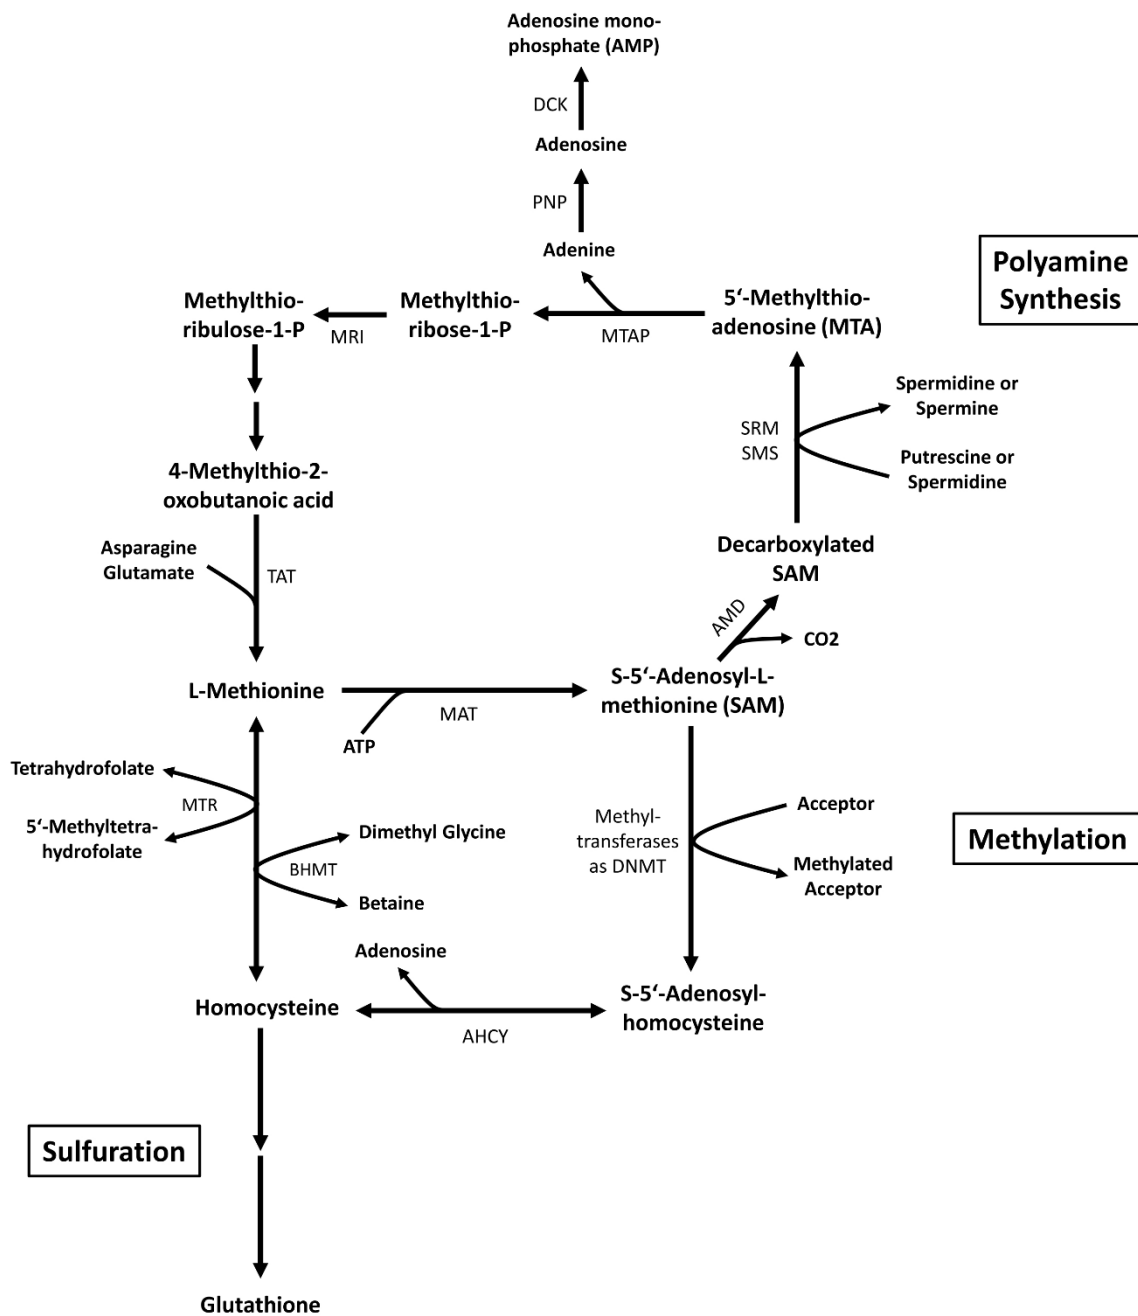 Adenosine mono-
phosphate (AMP)
DCK
Adenosine
PNP
Adenine
Polyamine
Synthesis
Methylthio-
ribulose-1-P
MRI
Methylthio-
ribose-1-P
MTAP
5‘-Methylthio-
adenosine (MTA)
Spermidine or
Spermine
SRM
SMS
Putrescine or
Spermidine
4-Methylthio-2-
oxobutanoic acid
Asparagine
Glutamate
TAT
Decarboxylated
SAM
AMD
CO2
L-Methionine
ATP
MAT
S-5‘-Adenosyl-L-
methionine (SAM)
Tetrahydrofolate
MTR
5‘-Methyltetra-
hydrofolate
Dimethyl Glycine
BHMT
Betaine
Methyl-
transferases
as DNMT
Acceptor
Methylated
Acceptor
Methylation
Adenosine
Homocysteine
AHCY
S-5‘-Adenosyl-
homocysteine
Sulfuration
Glutathione